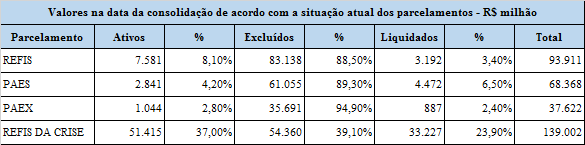 Valores na data da consolidação de acordo com a situação atual dos parcelamentos - R$ milhão
Parcelamento Ativos % Excluídos % Liquidados % Total
REFIS 7.581 8,10% 83.138 88,50% 3.192 3,40% 93.911
PAES 2.841 4,20% 61.055 89,30% 4.472 6,50% 68.368
PAEX 1.044 2,80% 35.691 94,90% 887 2,40% 37.622
REFIS DA CRISE 51.415 37,00% 54.360 39,10% 33.227 23,90% 139.002